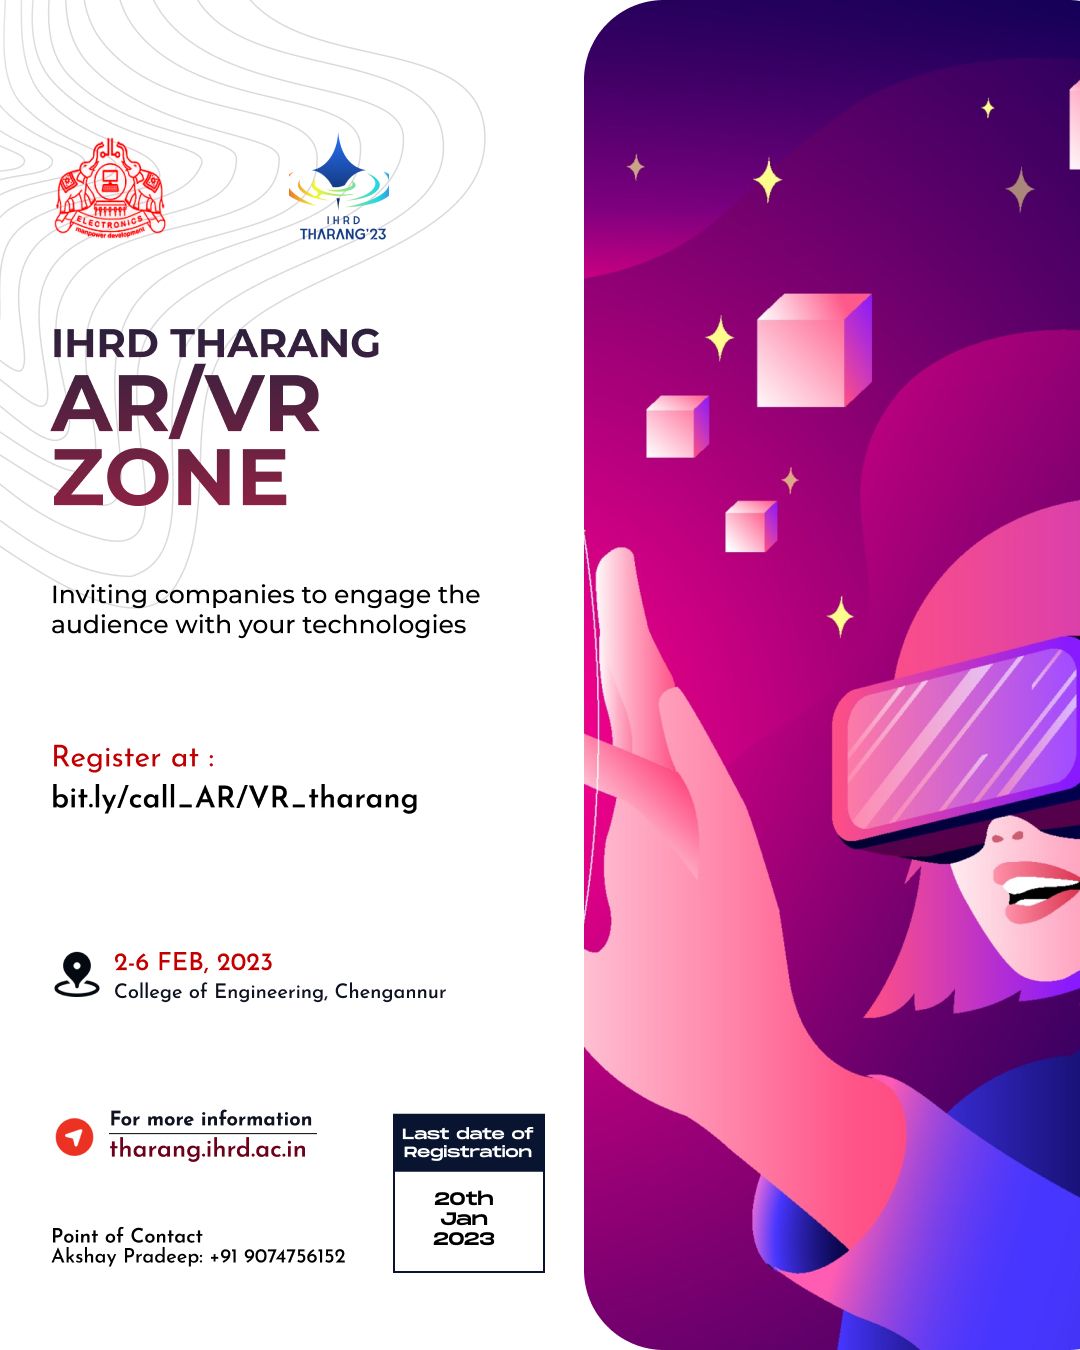 ELECTRONICS
manpower development
IHRD
THARANG'23
IHRD THARANG
AR/VR
ZONE
Inviting companies to engage the
audience with your technologies
Register at :
bit.ly/call_AR/VR_tharang
2-6 FEB, 2023
College of Engineering, Chengannur
For more information
tharang.ihrd.ac.in
Last date of
Registration
20th
Jan
2023
Point of Contact
Akshay Pradeep: +91 9074756152